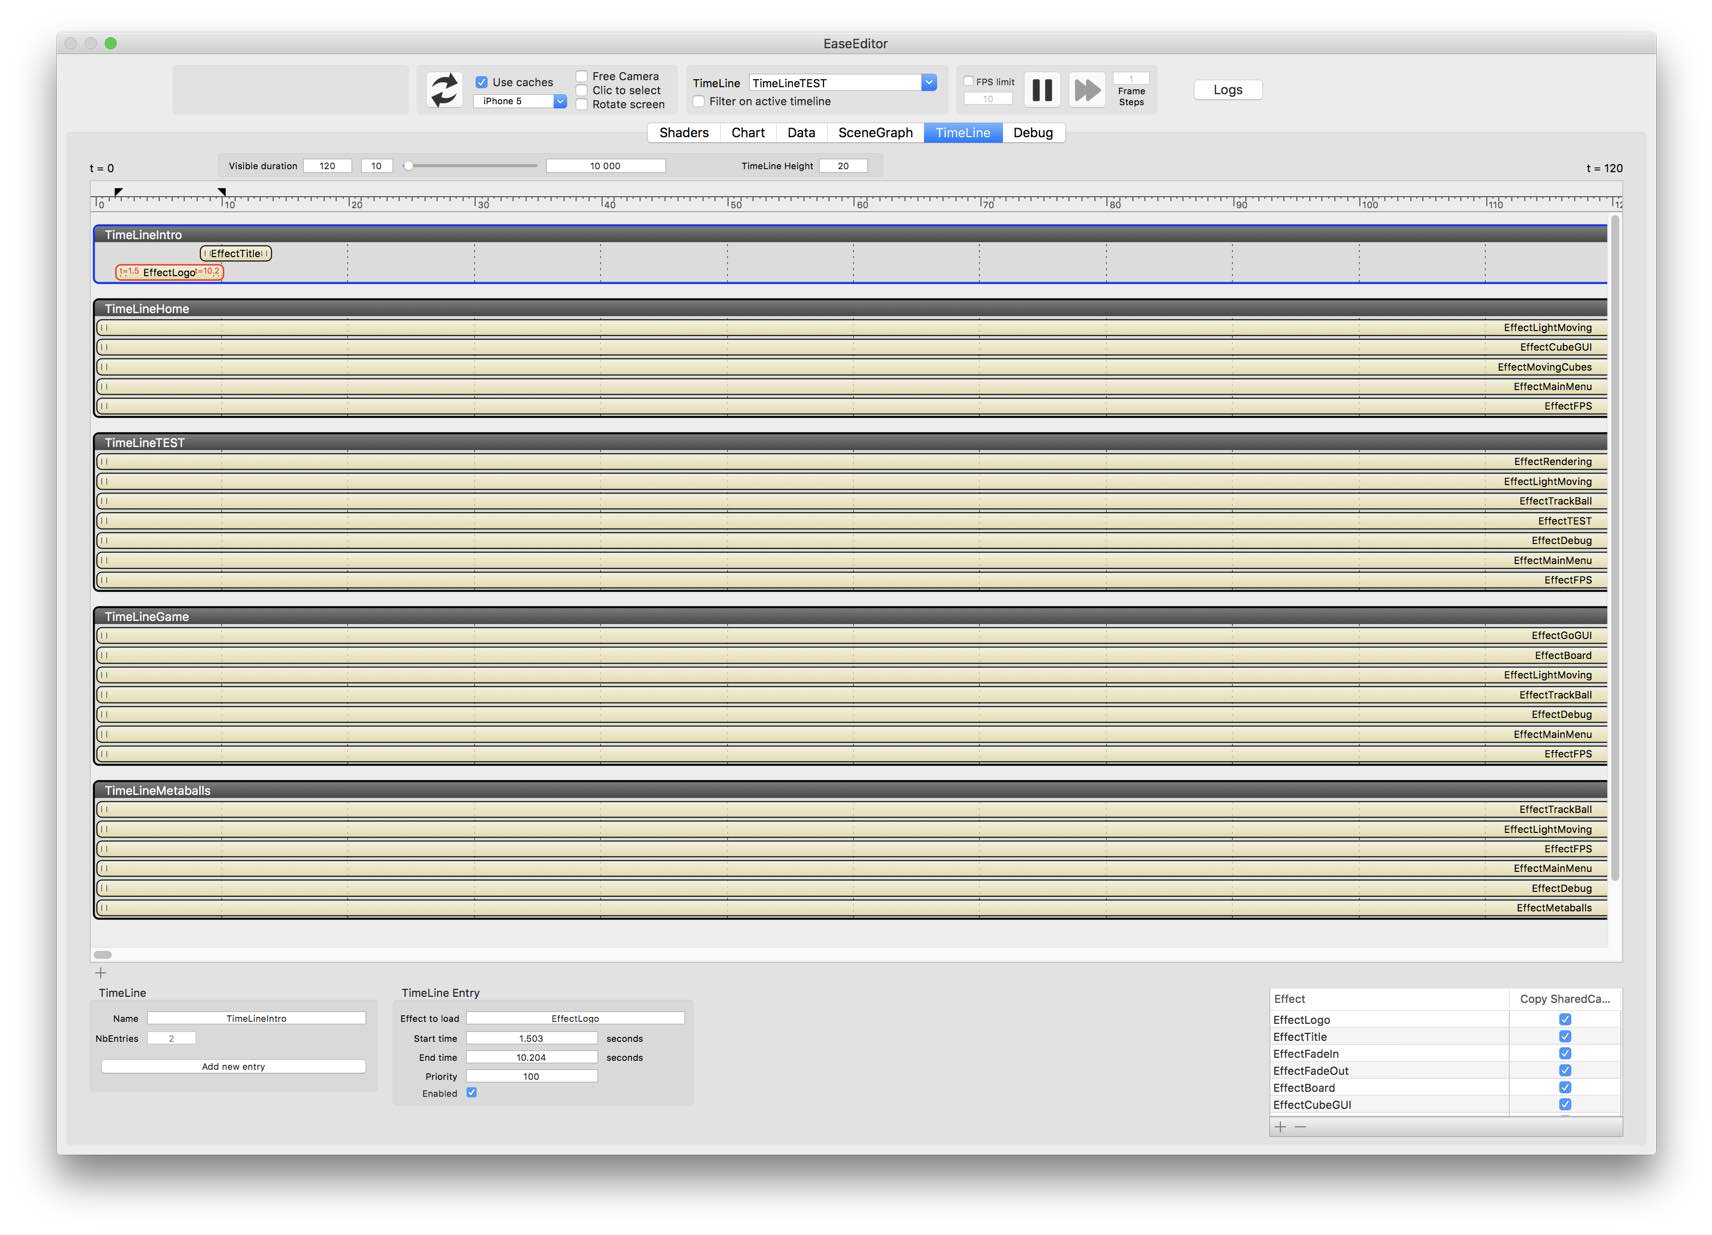 EaseEditor
Use caches
iPhone 5
Free Camera
Clic to select
Rotate screen
TimeLine TimeLineTEST
Filter on active timeline
FPS limit
10
1
Frame
Steps
Logs
Shaders Chart Data SceneGraph TimeLine Debug
t = 0
Visible duration 120 10 10 000 TimeLine Height 20
t = 120
0 10 20 30 40 50 60 70 80 90 100 110 12
TimeLineIntro
EffectTitle
t=1.5 EffectLogo t=10.2
TimeLineHome
EffectLightMoving
EffectCubeGUI
EffectMovingCubes
EffectMainMenu
EffectFPS
TimeLineTEST
EffectRendering
EffectLightMoving
EffectTrackBall
EffectTEST
EffectDebug
EffectMainMenu
EffectFPS
TimeLineGame
EffectGoGUI
EffectBoard
EffectLightMoving
EffectTrackBall
EffectDebug
EffectMainMenu
EffectFPS
TimeLineMetaballs
EffectTrackBall
EffectLightMoving
EffectFPS
EffectMainMenu
EffectDebug
EffectMetaballs
TimeLine
Name TimeLineIntro
NbEntries 2
Add new entry
TimeLine Entry
Effect to load EffectLogo
Start time 1.503 seconds
End time 10.204 seconds
Priority 100
Enabled
Effect Copy SharedCa...
EffectLogo
EffectTitle
EffectFadeIn
EffectFadeOut
EffectBoard
EffectCubeGUI